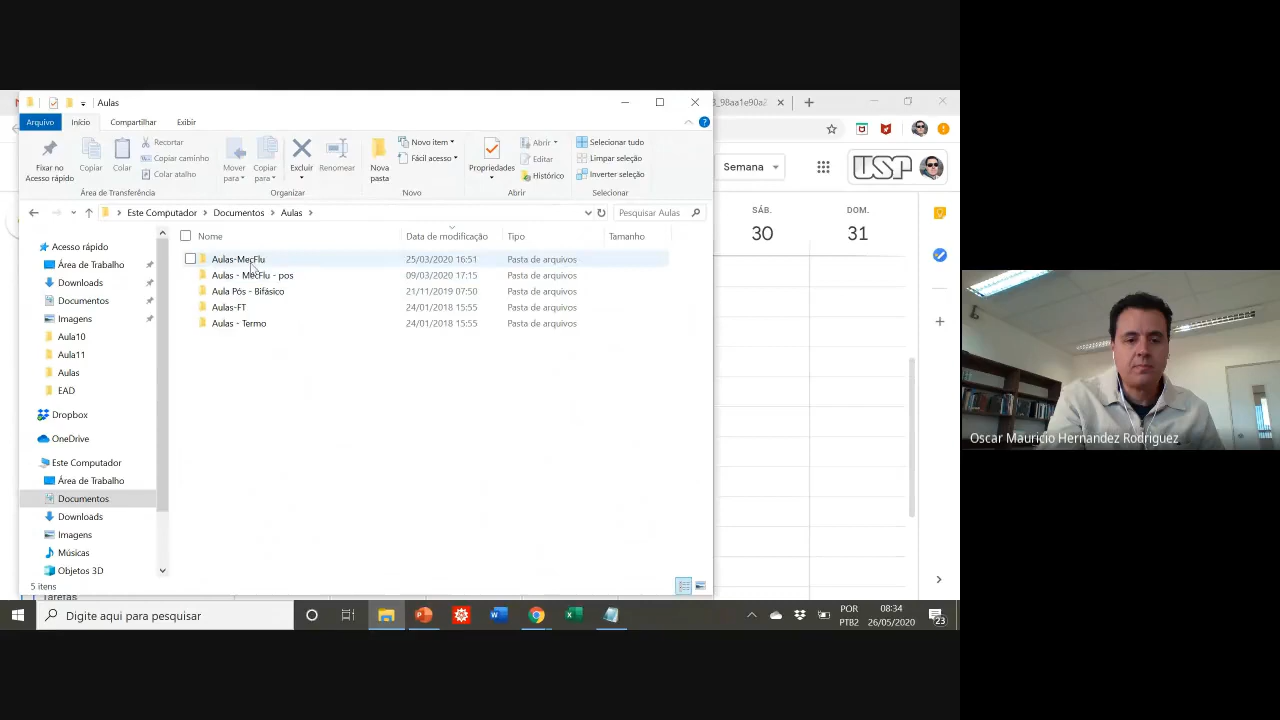 Aulas
3_98aa1e90a2
Arquivo
Início
Compartilhar
Exibir
Fixar no Acesso rápido
Copiar
Colar
Recortar
Copiar caminho
Colar atalho
Área de Transferência
Mover para
Copiar para
Excluir
Renomear
Organizar
Nova pasta
Novo item
Fácil acesso
Novo
Propriedades
Abrir
Editar
Histórico
Abrir
Selecionar tudo
Limpar seleção
Inverter seleção
Selecionar
Semana
USP
Este Computador > Documentos > Aulas >
Pesquisar Aulas
Nome Data de modificação Tipo Tamanho
Aulas-MecFlu 25/03/2020 16:51 Pasta de arquivos
Aulas - MecFlu - pos 09/03/2020 17:15 Pasta de arquivos
Aula Pós - Bifásico 21/11/2019 07:50 Pasta de arquivos
Aulas-FT 24/01/2018 15:55 Pasta de arquivos
Aulas - Termo 24/01/2018 15:55 Pasta de arquivos
Acesso rápido
Área de Trabalho
Downloads
Documentos
Imagens
Aula10
Aula11
Aulas
EAD
Dropbox
OneDrive
Este Computador
Área de Trabalho
Documentos
Downloads
Imagens
Músicas
Objetos 3D
5 itens
SÁB. DOM.
30 31
Tarefas
Digite aqui para pesquisar
POR
PTB2
08:34
26/05/2020
23
Oscar Mauricio Hernandez Rodriguez